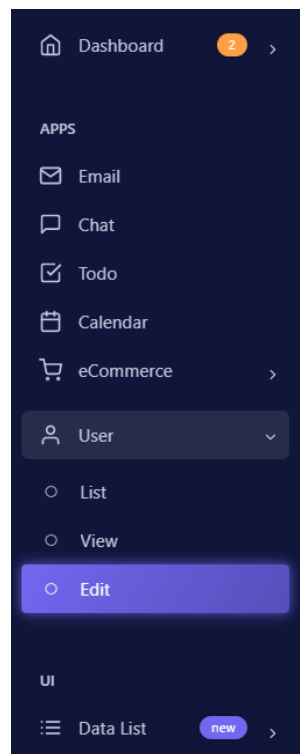 Dashboard 2
APPS
Email
Chat
Todo
Calendar
eCommerce
User
List
View
Edit
UI
Data List new